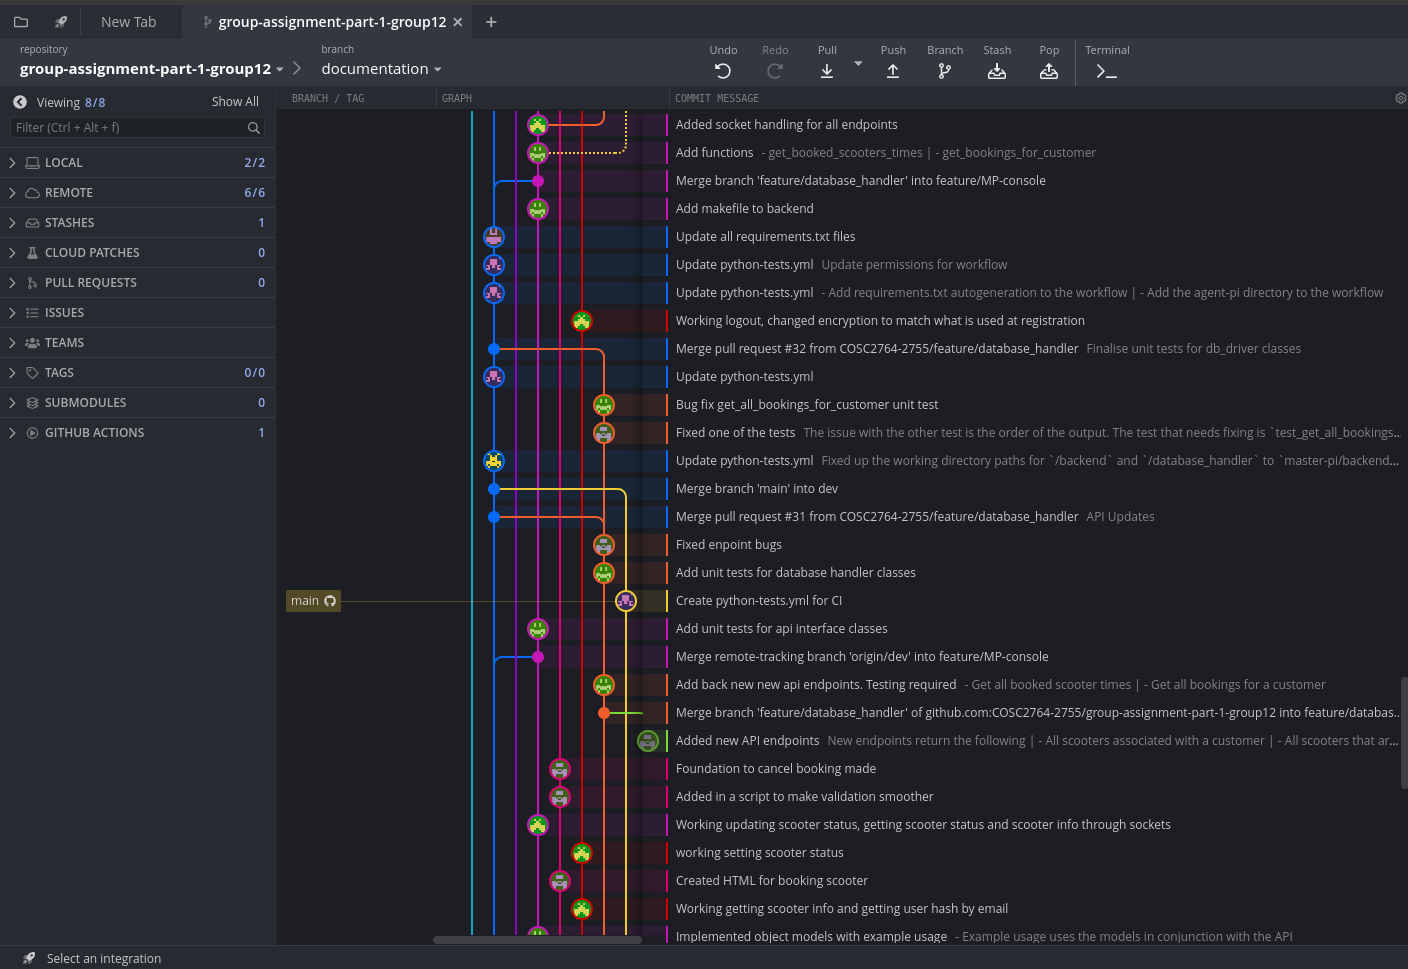 New Tab
group-assignment-part-1-group12
repository
group-assignment-part-1-group12
branch
documentation
Undo
Redo
Pull
Push
Branch
Stash
Pop
Terminal
Viewing 8/8
Show All
Filter (Ctrl + Alt + f)
LOCAL 2/2
REMOTE 6/6
STASHES 1
CLOUD PATCHES 0
PULL REQUESTS 0
ISSUES
TEAMS
TAGS 0/0
SUBMODULES 0
GITHUB ACTIONS 1
BRANCH / TAG
GRAPH
COMMIT MESSAGE
Added socket handling for all endpoints
Add functions - get_booked_scooters_times | - get_bookings_for_customer
Merge branch 'feature/database_handler' into feature/MP-console
Add makefile to backend
Update all requirements.txt files
Update python-tests.yml Update permissions for workflow
Update python-tests.yml - Add requirements.txt autogeneration to the workflow | - Add the agent-pi directory to the workflow
Working logout, changed encryption to match what is used at registration
Merge pull request #32 from COSC2764-2755/feature/database_handler Finalise unit tests for db_driver classes
Update python-tests.yml
Bug fix get_all_bookings_for_customer unit test
Fixed one of the tests The issue with the other test is the order of the output. The test that needs fixing is `test_get_all_bookings...
Update python-tests.yml Fixed up the working directory paths for `/backend` and `/database_handler` to `master-pi/backend...
Merge branch 'main' into dev
Merge pull request #31 from COSC2764-2755/feature/database_handler API Updates
Fixed enpoint bugs
Add unit tests for database handler classes
main
Create python-tests.yml for CI
Add unit tests for api interface classes
Merge remote-tracking branch 'origin/dev' into feature/MP-console
Add back new new api endpoints. Testing required - Get all booked scooter times | - Get all bookings for a customer
Merge branch 'feature/database_handler' of github.com:COSC2764-2755/group-assignment-part-1-group12 into feature/databas...
Added new API endpoints New endpoints return the following | - All scooters associated with a customer | - All scooters that ar...
Foundation to cancel booking made
Added in a script to make validation smoother
Working updating scooter status, getting scooter status and scooter info through sockets
working setting scooter status
Created HTML for booking scooter
Working getting scooter info and getting user hash by email
Implemented object models with example usage - Example usage uses the models in conjunction with the API
Select an integration